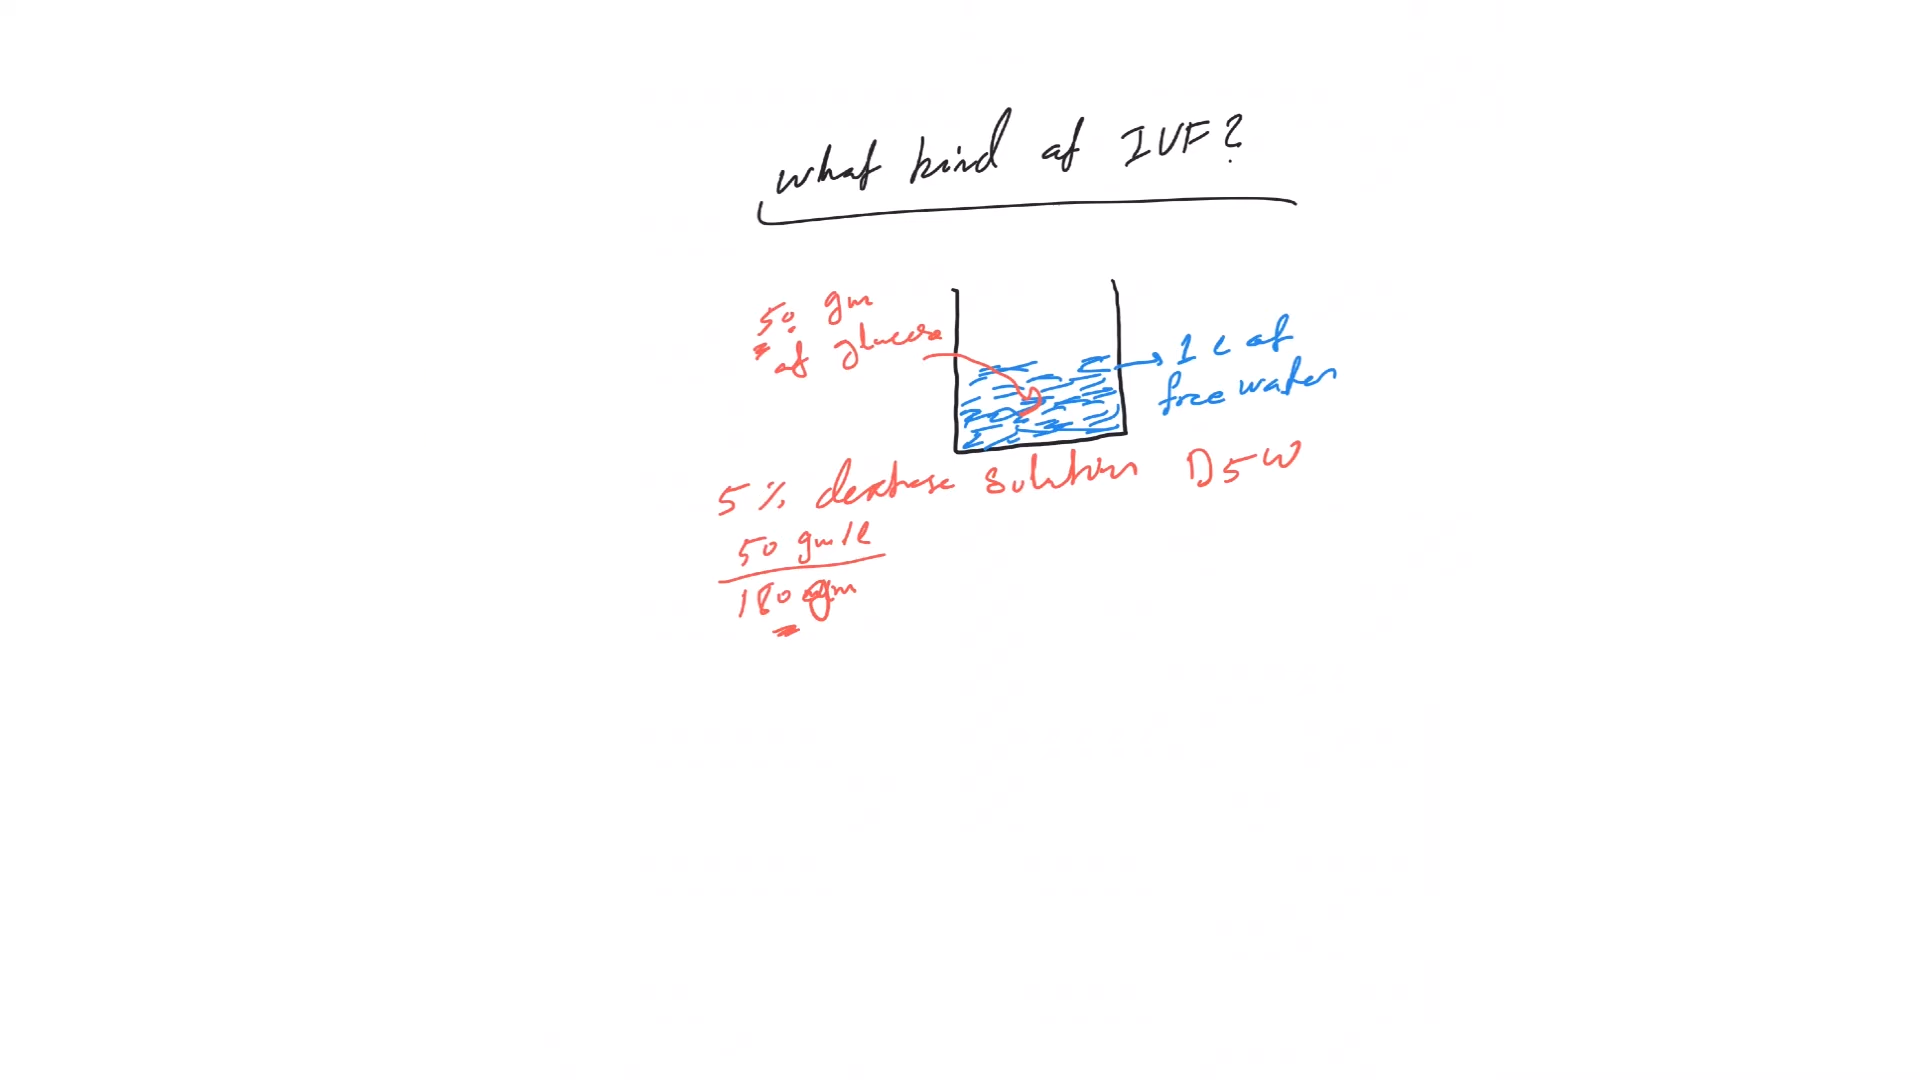 what kind of IVF?
50 gm
of glucose
1 L of
free water
5% dextrose solution D5W
50 gm/l
180 gm